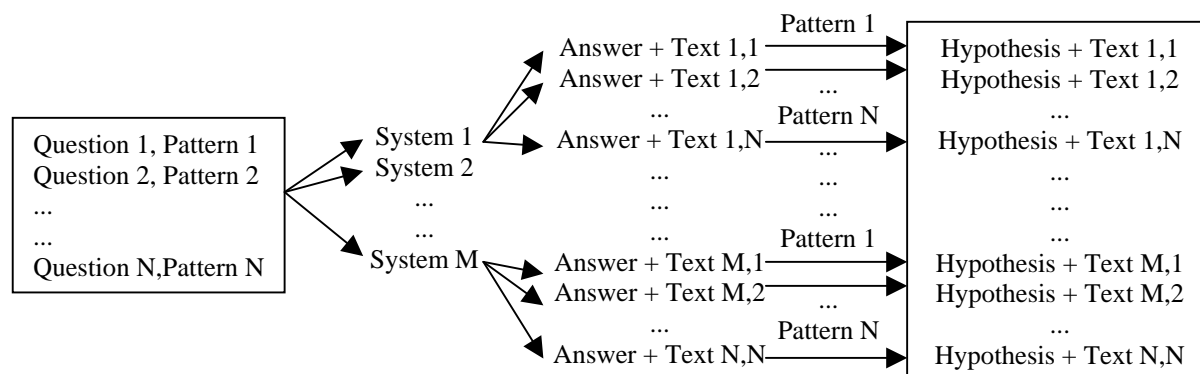 Question 1, Pattern 1
Question 2, Pattern 2
...
...
Question N,Pattern N
System 1
System 2
...
...
System M
Answer + Text 1,1
Answer + Text 1,2
...
Answer + Text 1,N
...
...
...
Answer + Text M,1
Answer + Text M,2
...
Answer + Text N,N
Pattern 1
...
Pattern N
...
...
...
Pattern 1
...
Pattern N
Hypothesis + Text 1,1
Hypothesis + Text 1,2
...
Hypothesis + Text 1,N
...
...
...
Hypothesis + Text M,1
Hypothesis + Text M,2
...
Hypothesis + Text N,N